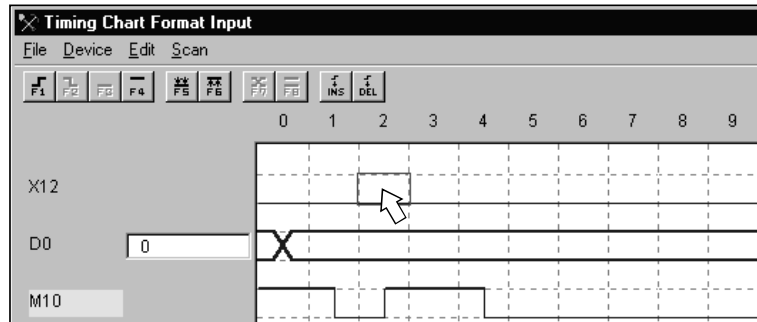 Timing Chart Format Input
File Device Edit Scan
F1 F2 F3 F4 F5 F6 F7 F8 INS DEL
0 1 2 3 4 5 6 7 8 9
X12
D0 0
M10